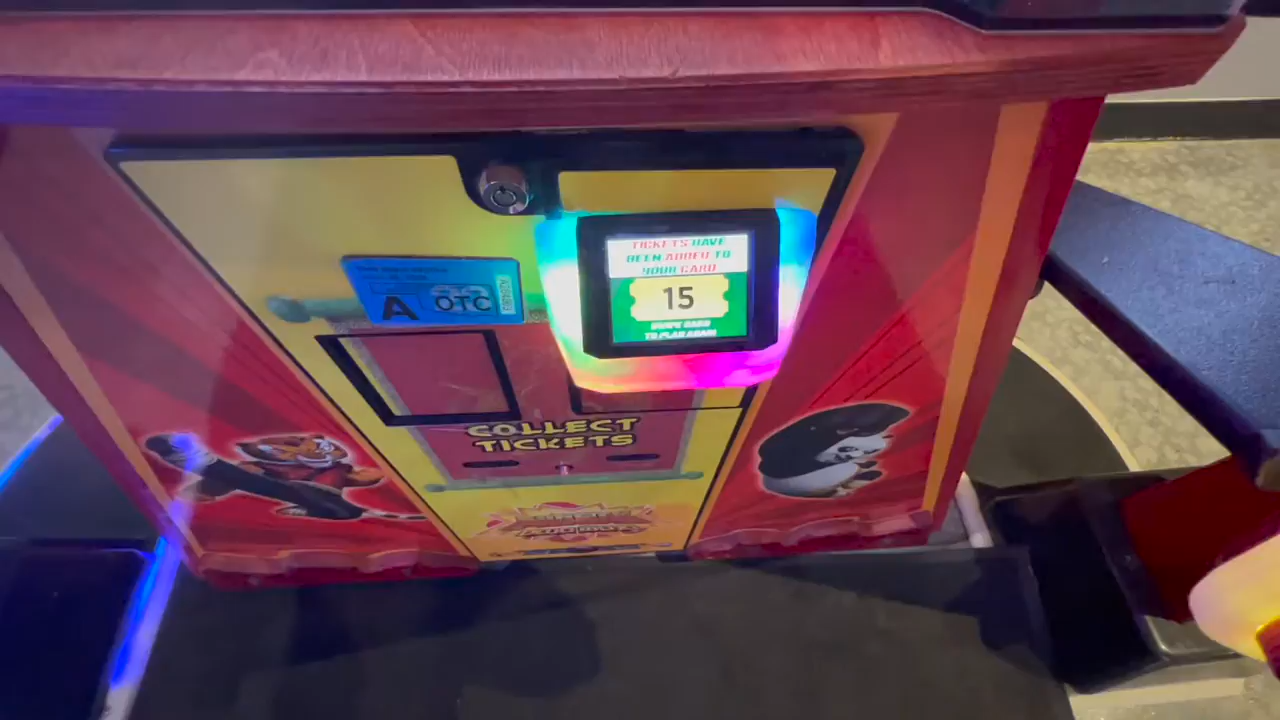 TICKETS HAVE
BEEN ADDED TO
YOUR CARD
15
SWIPE CARD
TO PLAY AGAIN
A OTC
COLLECT
TICKETS